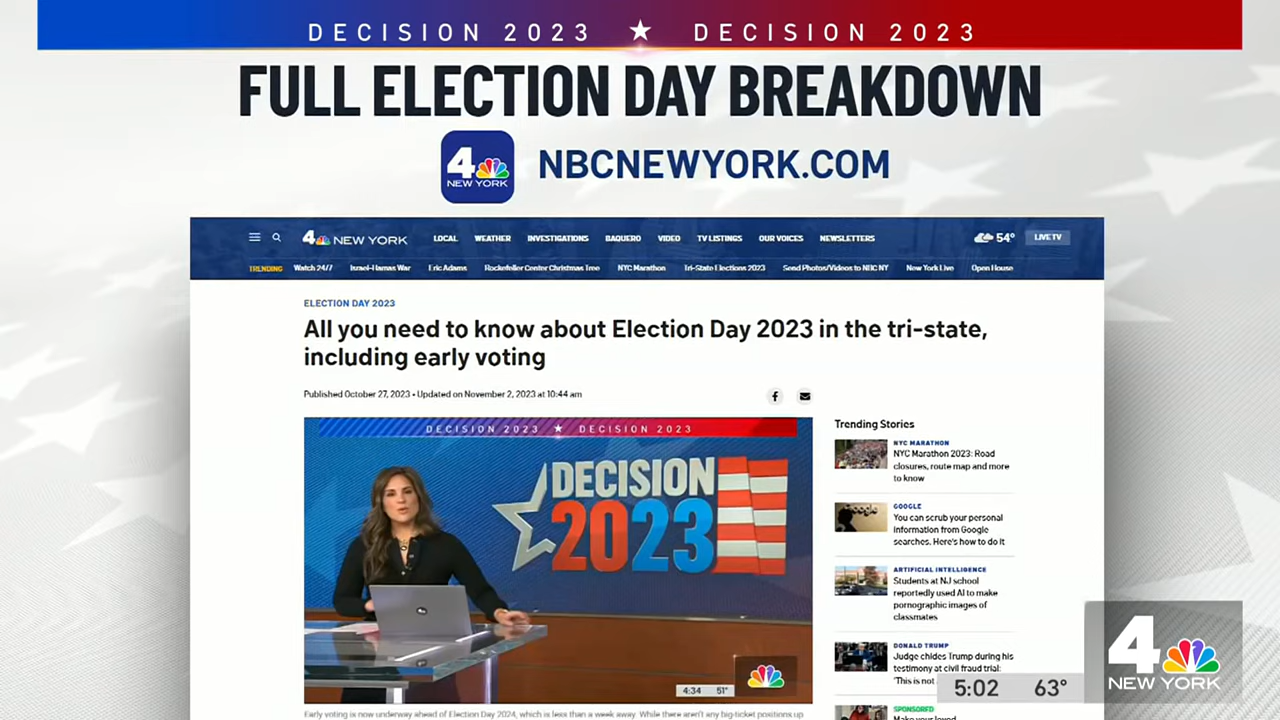 DECISION 2023 ★ DECISION 2023
FULL ELECTION DAY BREAKDOWN
4
NEW YORK
NBCNEWYORK.COM
4 NEW YORK
LOCAL WEATHER INVESTIGATIONS BAQUERO VIDEO TV LISTINGS OUR VOICES NEWSLETTERS
54° LIVE TV
TRENDING Watch 24/7 Israel-Hamas War Eric Adams Rockefeller Center Christmas Tree NYC Marathon Tri-State Elections 2023 Send Photos/Videos to NBC NY New York Live Open House
ELECTION DAY 2023
All you need to know about Election Day 2023 in the tri-state,
including early voting
Published October 27, 2023 • Updated on November 2, 2023 at 10:44 am
DECISION 2023 ★ DECISION 2023
DECISION
2023
4:34 51°
Early voting is now underway ahead of Election Day 2024, which is less than a week away. While there aren't any big-ticket positions up
Trending Stories
NYC MARATHON
NYC Marathon 2023: Road
closures, route map and more
to know
GOOGLE
You can scrub your personal
information from Google
searches. Here's how to do it
ARTIFICIAL INTELLIGENCE
Students at NJ school
reportedly used AI to make
pornographic images of
classmates
DONALD TRUMP
Judge chides Trump during his
testimony at civil fraud trial:
'This is not
SPONSORED
Make your loved
5:02 63°
4
NEW YORK